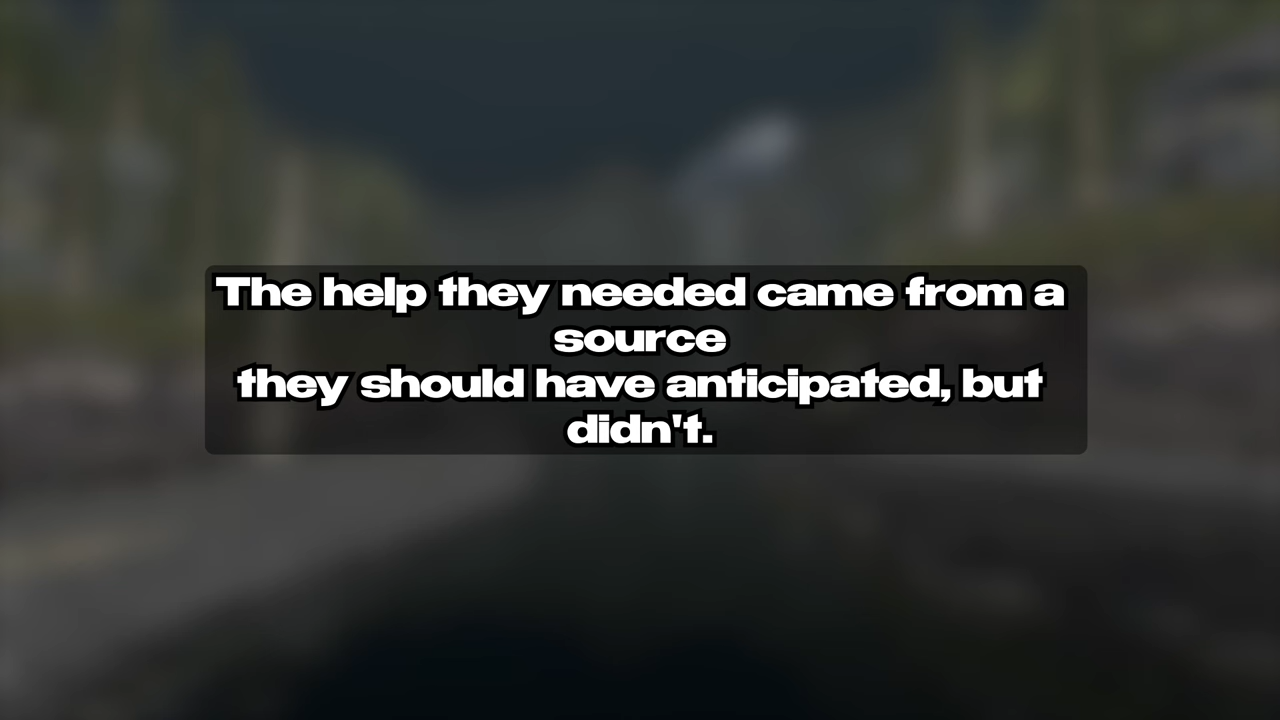 The help they needed came from a
source
they should have anticipated, but
didn't.